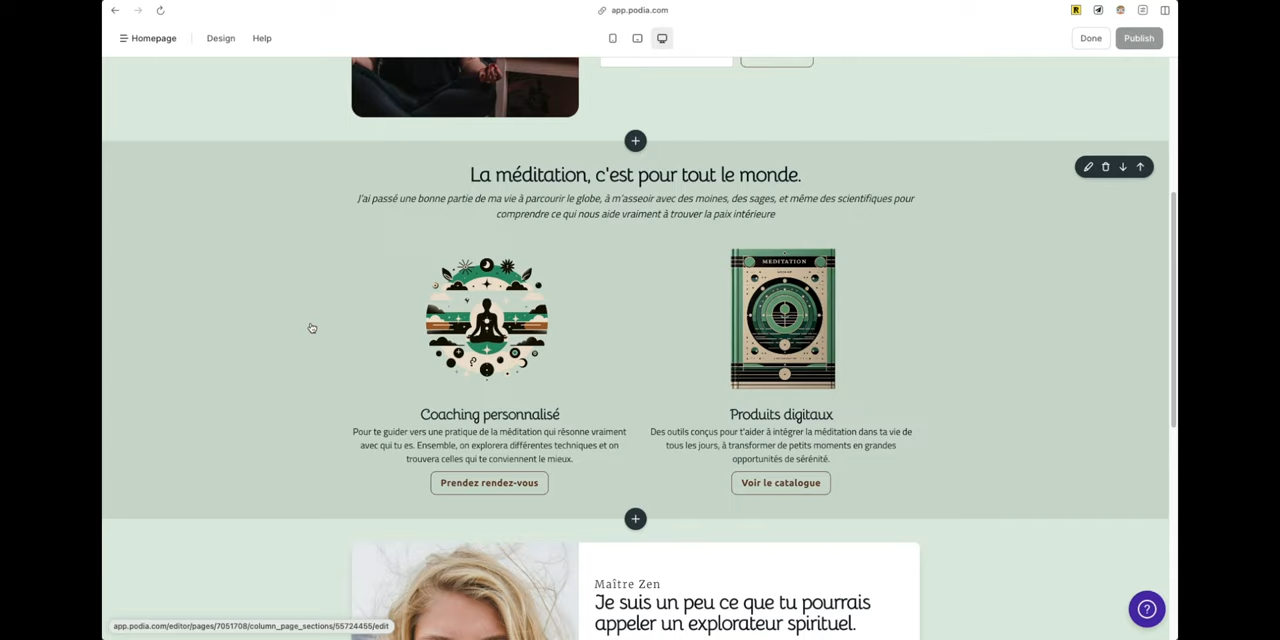 app.podia.com
R
Homepage
Design
Help
Done
Publish
La méditation, c'est pour tout le monde.
J'ai passé une bonne partie de ma vie à parcourir le globe, à m'asseoir avec des moines, des sages, et même des scientifiques pour
comprendre ce qui nous aide vraiment à trouver la paix intérieure
MEDITATION
Coaching personnalisé
Pour te guider vers une pratique de la méditation qui résonne vraiment
avec qui tu es. Ensemble, on explorera différentes techniques et on
trouvera celles qui te conviennent le mieux.
Prendez rendez-vous
Produits digitaux
Des outils conçus pour t'aider à intégrer la méditation dans ta vie de
tous les jours, à transformer de petits moments en grandes
opportunités de sérénité.
Voir le catalogue
Maître Zen
Je suis un peu ce que tu pourrais
appeler un explorateur spirituel.
app.podia.com/editor/pages/7051708/column_page_sections/55724455/edit